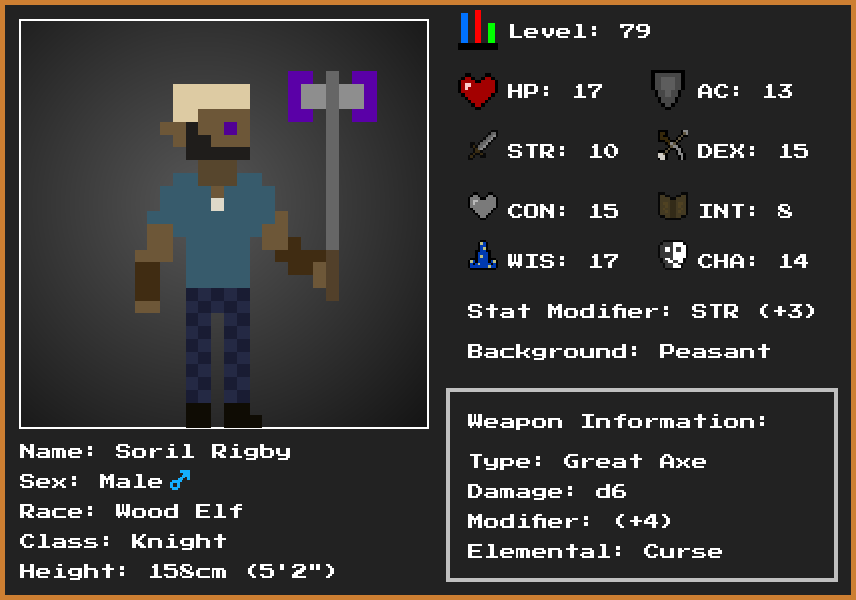 Level: 79
HP: 17 AC: 13
STR: 10 DEX: 15
CON: 15 INT: 8
WIS: 17 CHA: 14
Stat Modifier: STR (+3)
Background: Peasant
Weapon Information:
Type: Great Axe
Damage: d6
Modifier: (+4)
Elemental: Curse
Name: Soril Rigby
Sex: Male♂
Race: Wood Elf
Class: Knight
Height: 158cm (5'2")